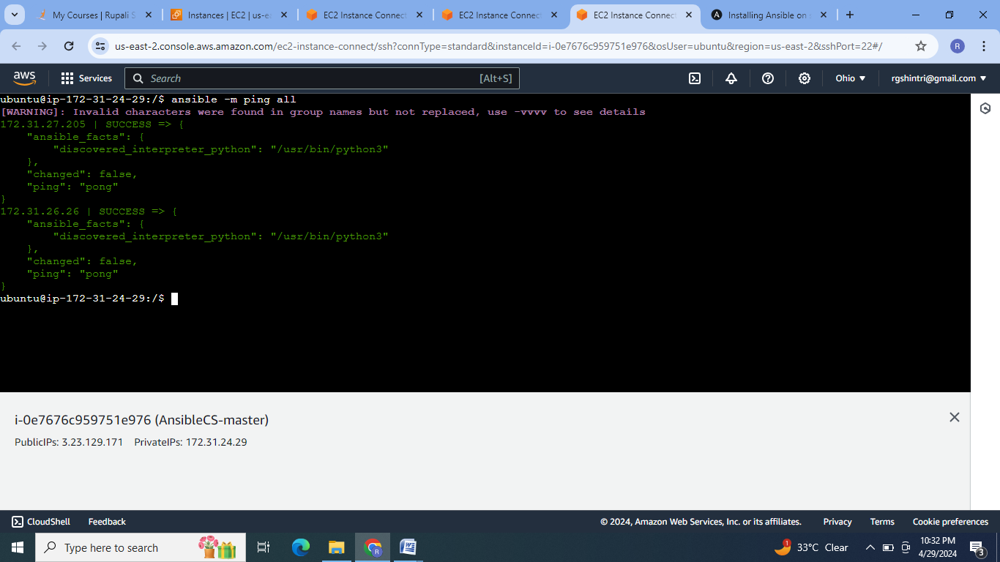 My Courses | Rupali S
Instances | EC2 | us-ea
EC2 Instance Connect
EC2 Instance Connect
EC2 Instance Connect
Installing Ansible on s
us-east-2.console.aws.amazon.com/ec2-instance-connect/ssh?connType=standard&instanceId=i-0e7676c959751e976&osUser=ubuntu&region=us-east-2&sshPort=22#/
R
aws
Services
Search
[Alt+S]
Ohio
rgshintri@gmail.com
ubuntu@ip-172-31-24-29:/$ ansible -m ping all
[WARNING]: Invalid characters were found in group names but not replaced, use -vvvv to see details
172.31.27.205 | SUCCESS => {
    "ansible_facts": {
        "discovered_interpreter_python": "/usr/bin/python3"
    },
    "changed": false,
    "ping": "pong"
}
172.31.26.26 | SUCCESS => {
    "ansible_facts": {
        "discovered_interpreter_python": "/usr/bin/python3"
    },
    "changed": false,
    "ping": "pong"
}
ubuntu@ip-172-31-24-29:/$
i-0e7676c959751e976 (AnsibleCS-master)
PublicIPs: 3.23.129.171 PrivateIPs: 172.31.24.29
CloudShell
Feedback
© 2024, Amazon Web Services, Inc. or its affiliates.
Privacy
Terms
Cookie preferences
Type here to search
R
1
33°C Clear
10:32 PM
4/29/2024
3